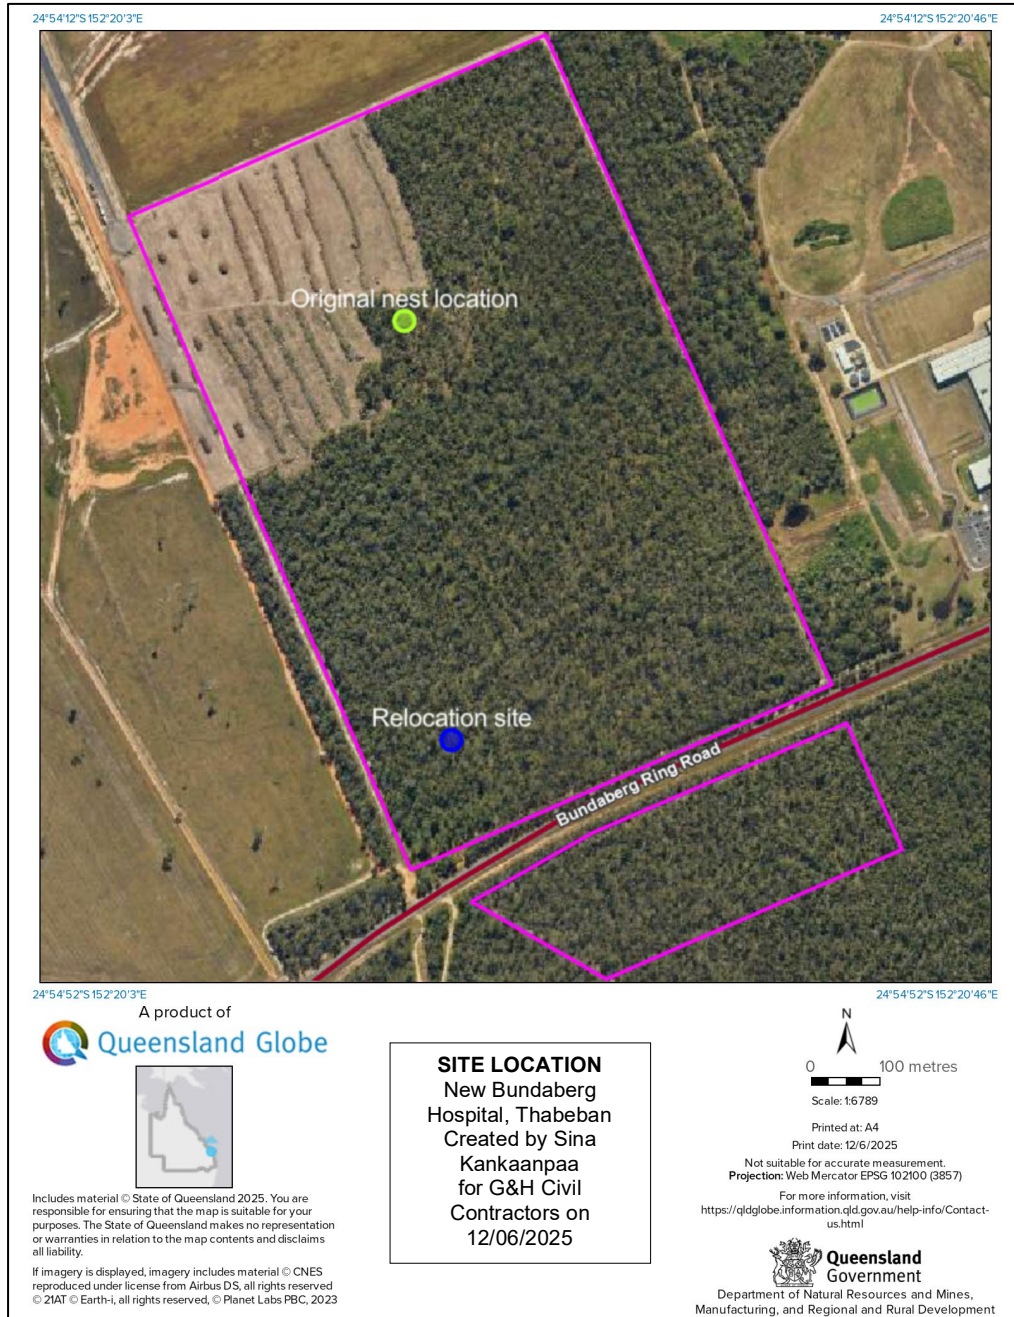 24°54'12"S 152°20'3"E
24°54'12"S 152°20'46"E
Original nest location
Relocation site
Bundaberg Ring Road
24°54'52"S 152°20'3"E
24°54'52"S 152°20'46"E
A product of
Queensland Globe
Includes material © State of Queensland 2025. You are
responsible for ensuring that the map is suitable for your
purposes. The State of Queensland makes no representation
or warranties in relation to the map contents and disclaims
all liability.
If imagery is displayed, imagery includes material © CNES
reproduced under license from Airbus DS, all rights reserved
© 21AT © Earth-i, all rights reserved, © Planet Labs PBC, 2023
SITE LOCATION
New Bundaberg
Hospital, Thabeban
Created by Sina
Kankaanpaa
for G&H Civil
Contractors on
12/06/2025
N
0
100 metres
Scale: 1:6789
Printed at: A4
Print date: 12/6/2025
Not suitable for accurate measurement.
Projection: Web Mercator EPSG 102100 (3857)
For more information, visit
https://qldglobe.information.qld.gov.au/help-info/Contact-
us.html
Queensland
Government
Department of Natural Resources and Mines,
Manufacturing, and Regional and Rural Development